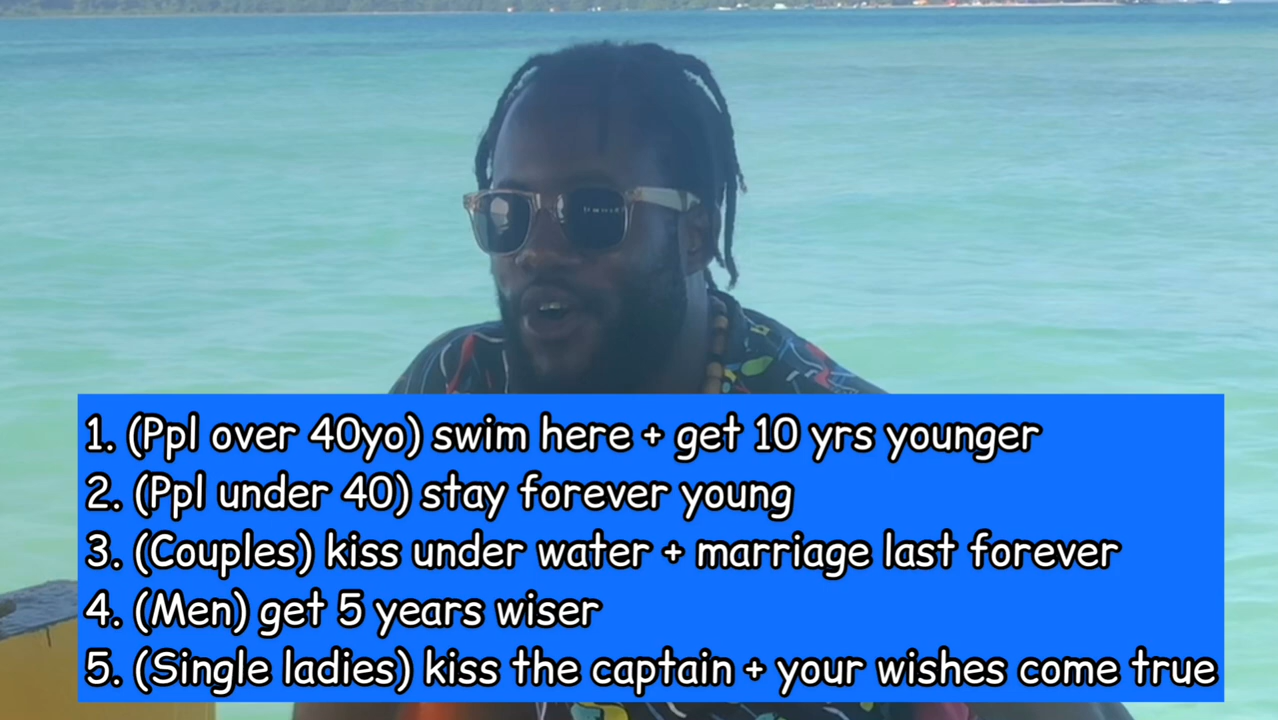 1. (Ppl over 40yo) swim here + get 10 yrs younger
2. (Ppl under 40) stay forever young
3. (Couples) kiss under water + marriage last forever
4. (Men) get 5 years wiser
5. (Single ladies) kiss the captain + your wishes come true